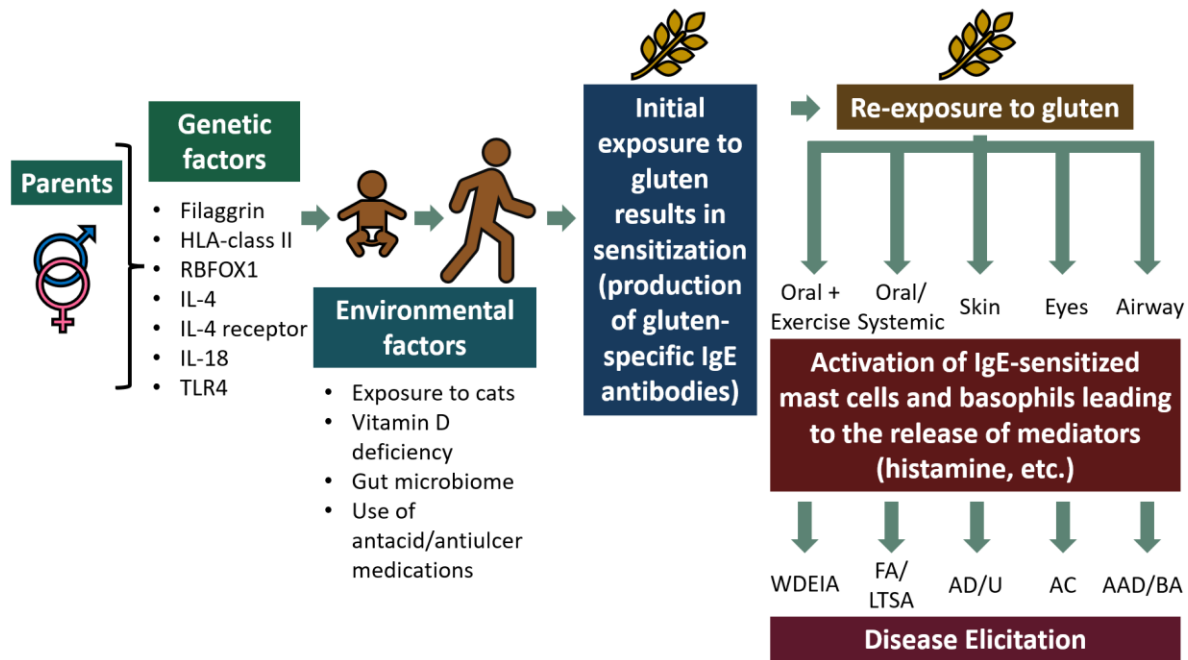 Parents
Genetic
factors
• Filaggrin
• HLA-class II
• RBFOX1
• IL-4
• IL-4 receptor
• IL-18
• TLR4
Environmental
factors
• Exposure to cats
• Vitamin D
deficiency
• Gut microbiome
• Use of
antacid/antiulcer
medications
Initial
exposure to
gluten
results in
sensitization
(production
of gluten-
specific IgE
antibodies)
Re-exposure to gluten
Oral +
Exercise
Oral/
Systemic
Skin
Eyes
Airway
Activation of IgE-sensitized
mast cells and basophils leading
to the release of mediators
(histamine, etc.)
WDEIA
FA/
LTSA
AD/U
AC
AAD/BA
Disease Elicitation